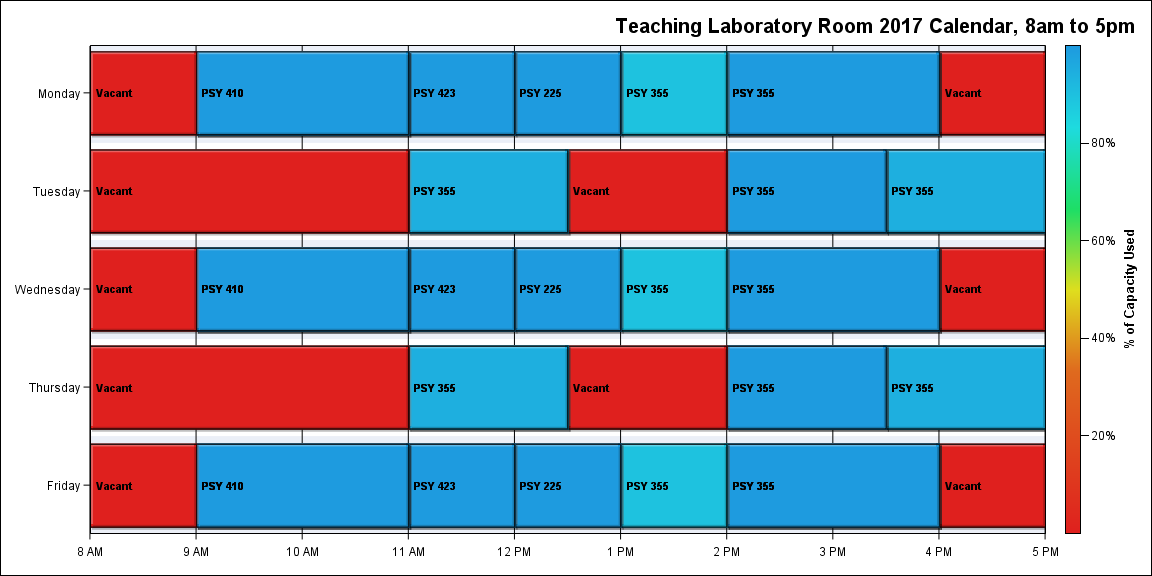 Teaching Laboratory Room 2017 Calendar, 8am to 5pm
Monday
Vacant
PSY 410
PSY 423
PSY 225
PSY 355
PSY 355
Vacant
Tuesday
Vacant
PSY 355
Vacant
PSY 355
PSY 355
Wednesday
Vacant
PSY 410
PSY 423
PSY 225
PSY 355
PSY 355
Vacant
Thursday
Vacant
PSY 355
Vacant
PSY 355
PSY 355
Friday
Vacant
PSY 410
PSY 423
PSY 225
PSY 355
PSY 355
Vacant
8 AM
9 AM
10 AM
11 AM
12 PM
1 PM
2 PM
3 PM
4 PM
5 PM
80%
60%
40%
20%
% of Capacity Used